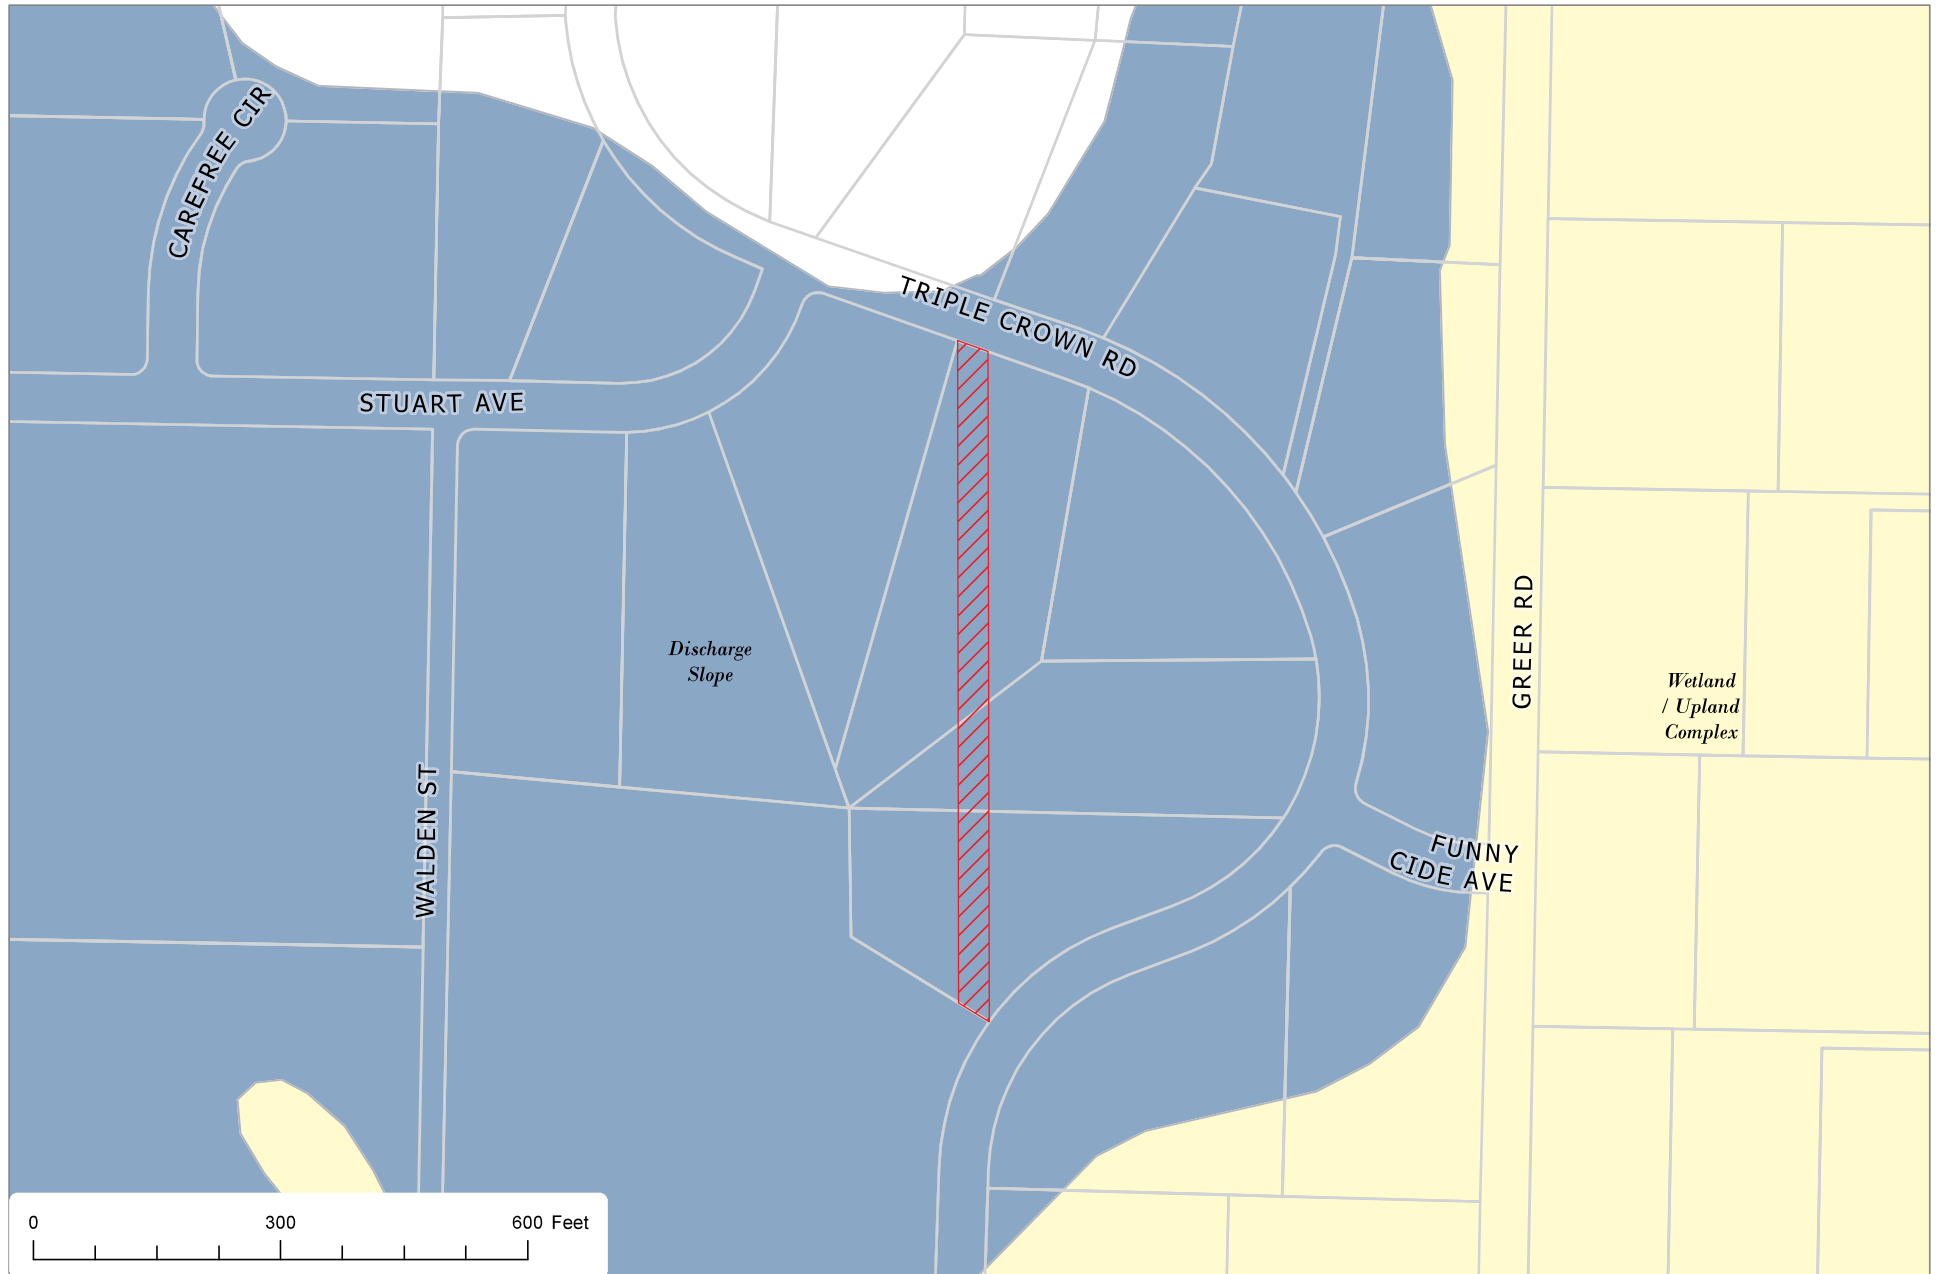 CAREFREE CIR
TRIPLE CROWN RD
STUART AVE
GREER RD
Discharge
Slope
Wetland
/ Upland
Complex
WALDEN ST
FUNNY
CIDE AVE
0 300 600 Feet